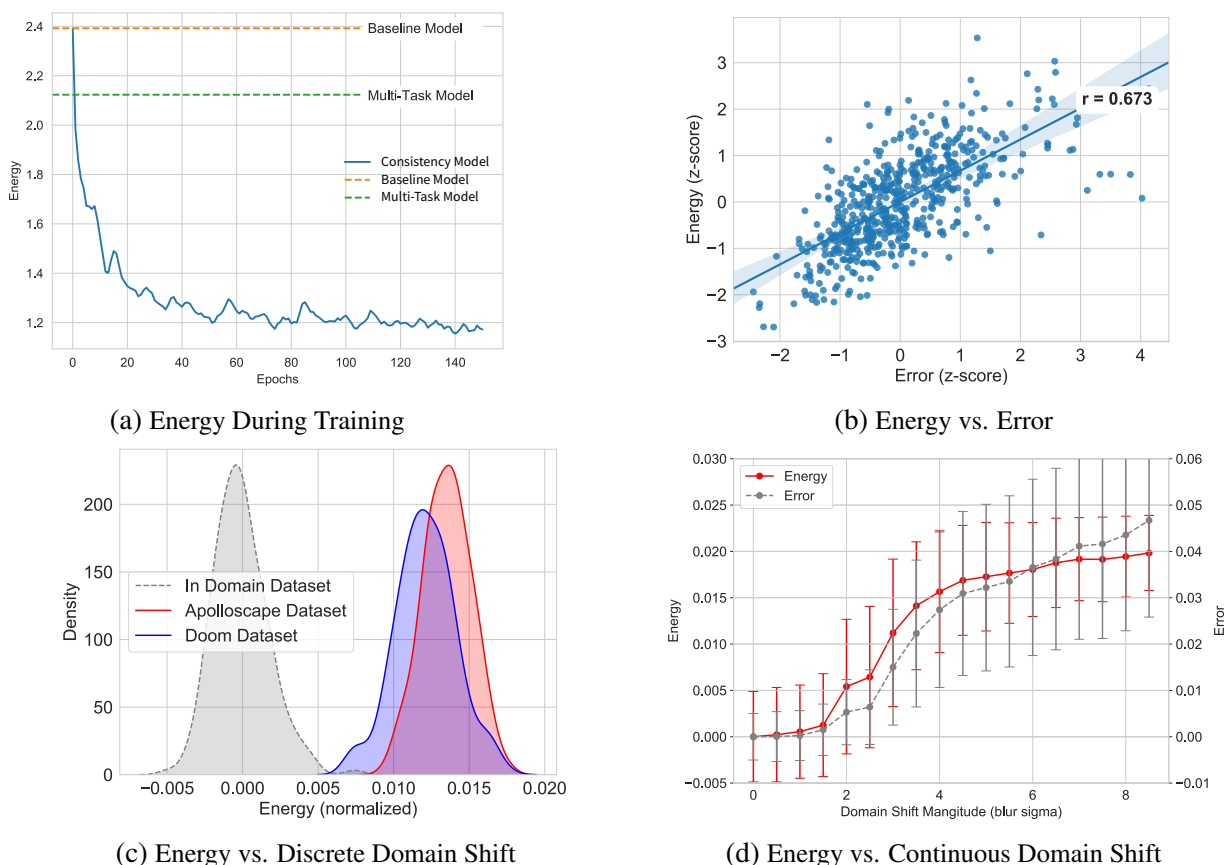 2.4
2.2
2.0
1.8
1.6
1.4
1.2
Energy
Baseline Model
Multi-Task Model
Consistency Model
Baseline Model
Multi-Task Model
0 20 40 60 80 100 120 140
Epochs
(a) Energy During Training
3
2
1
0
−1
−2
−3
Energy (z-score)
r = 0.673
−2 −1 0 1 2 3 4
Error (z-score)
(b) Energy vs. Error
200
150
100
50
0
Density
In Domain Dataset
Apolloscape Dataset
Doom Dataset
−0.005 0.000 0.005 0.010 0.015 0.020
Energy (normalized)
(c) Energy vs. Discrete Domain Shift
0.030
0.025
0.020
0.015
0.010
0.005
0.000
−0.005
Energy
Energy
Error
0.06
0.05
0.04
0.03
0.02
0.01
0.00
−0.01
Error
0 2 4 6 8
Domain Shift Mangitude (blur sigma)
(d) Energy vs. Continuous Domain Shift